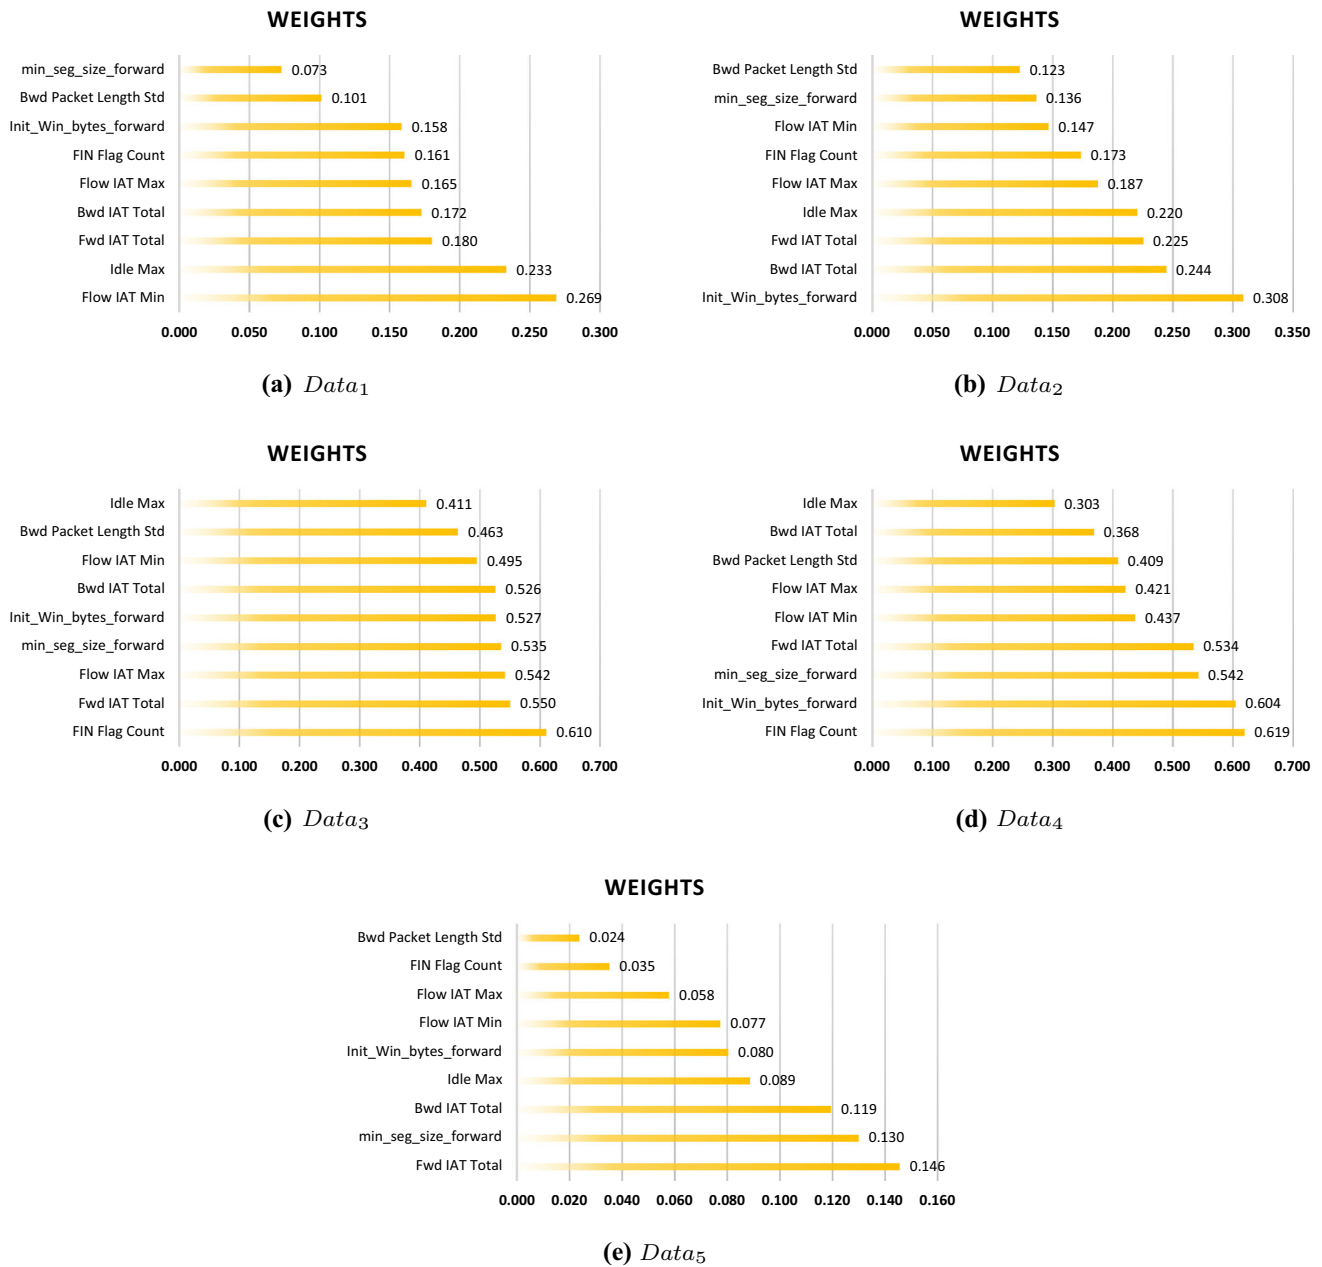 WEIGHTS
min_seg_size_forward 0.073
Bwd Packet Length Std 0.101
Init_Win_bytes_forward 0.158
FIN Flag Count 0.161
Flow IAT Max 0.165
Bwd IAT Total 0.172
Fwd IAT Total 0.180
Idle Max 0.233
Flow IAT Min 0.269
0.000 0.050 0.100 0.150 0.200 0.250 0.300
(a) Data1
WEIGHTS
Bwd Packet Length Std 0.123
min_seg_size_forward 0.136
Flow IAT Min 0.147
FIN Flag Count 0.173
Flow IAT Max 0.187
Idle Max 0.220
Fwd IAT Total 0.225
Bwd IAT Total 0.244
Init_Win_bytes_forward 0.308
0.000 0.050 0.100 0.150 0.200 0.250 0.300 0.350
(b) Data2
WEIGHTS
Idle Max 0.411
Bwd Packet Length Std 0.463
Flow IAT Min 0.495
Bwd IAT Total 0.526
Init_Win_bytes_forward 0.527
min_seg_size_forward 0.535
Flow IAT Max 0.542
Fwd IAT Total 0.550
FIN Flag Count 0.610
0.000 0.100 0.200 0.300 0.400 0.500 0.600 0.700
(c) Data3
WEIGHTS
Idle Max 0.303
Bwd IAT Total 0.368
Bwd Packet Length Std 0.409
Flow IAT Max 0.421
Flow IAT Min 0.437
Fwd IAT Total 0.534
min_seg_size_forward 0.542
Init_Win_bytes_forward 0.604
FIN Flag Count 0.619
0.000 0.100 0.200 0.300 0.400 0.500 0.600 0.700
(d) Data4
WEIGHTS
Bwd Packet Length Std 0.024
FIN Flag Count 0.035
Flow IAT Max 0.058
Flow IAT Min 0.077
Init_Win_bytes_forward 0.080
Idle Max 0.089
Bwd IAT Total 0.119
min_seg_size_forward 0.130
Fwd IAT Total 0.146
0.000 0.020 0.040 0.060 0.080 0.100 0.120 0.140 0.160
(e) Data5